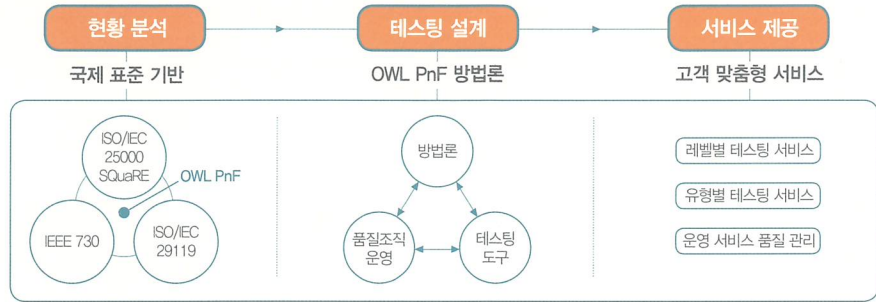 현황 분석
테스팅 설계
서비스 제공
국제 표준 기반
OWL PnF 방법론
고객 맞춤형 서비스
ISO/IEC
25000
SQuaRE
OWL PnF
IEEE 730
ISO/IEC
29119
방법론
품질조직
운영
테스팅
도구
레벨별 테스팅 서비스
유형별 테스팅 서비스
운영 서비스 품질 관리